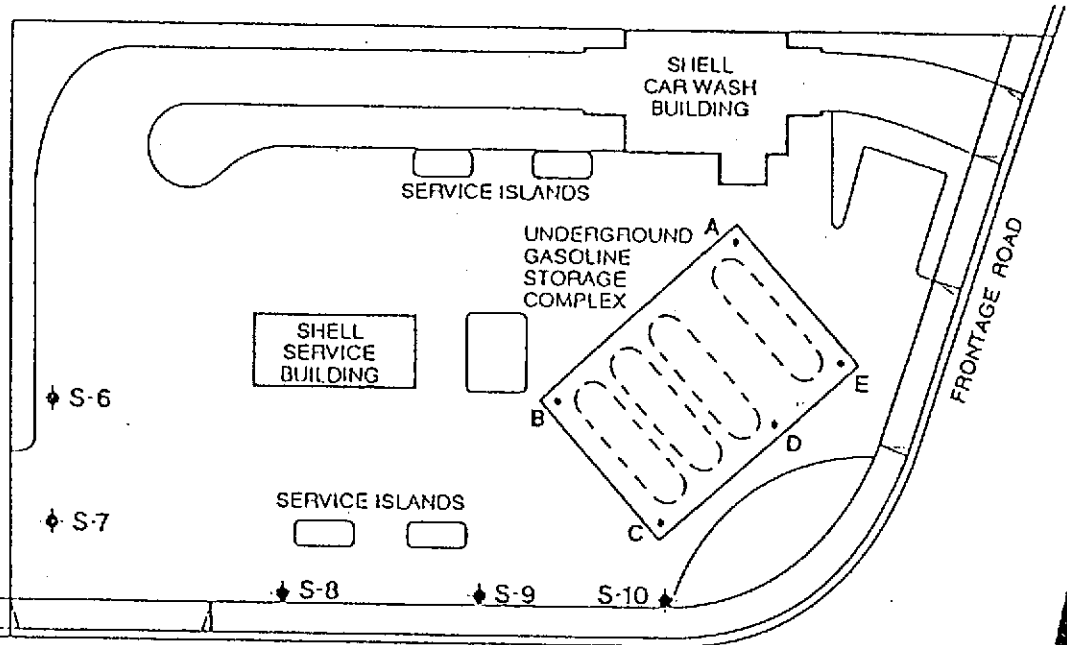 SHELL
CAR WASH
BUILDING
SERVICE ISLANDS
UNDERGROUND
GASOLINE
STORAGE
COMPLEX
A
SHELL
SERVICE
BUILDING
B
E
D
C
FRONTAGE ROAD
S-6
S-7
SERVICE ISLANDS
S-8
S-9
S-10